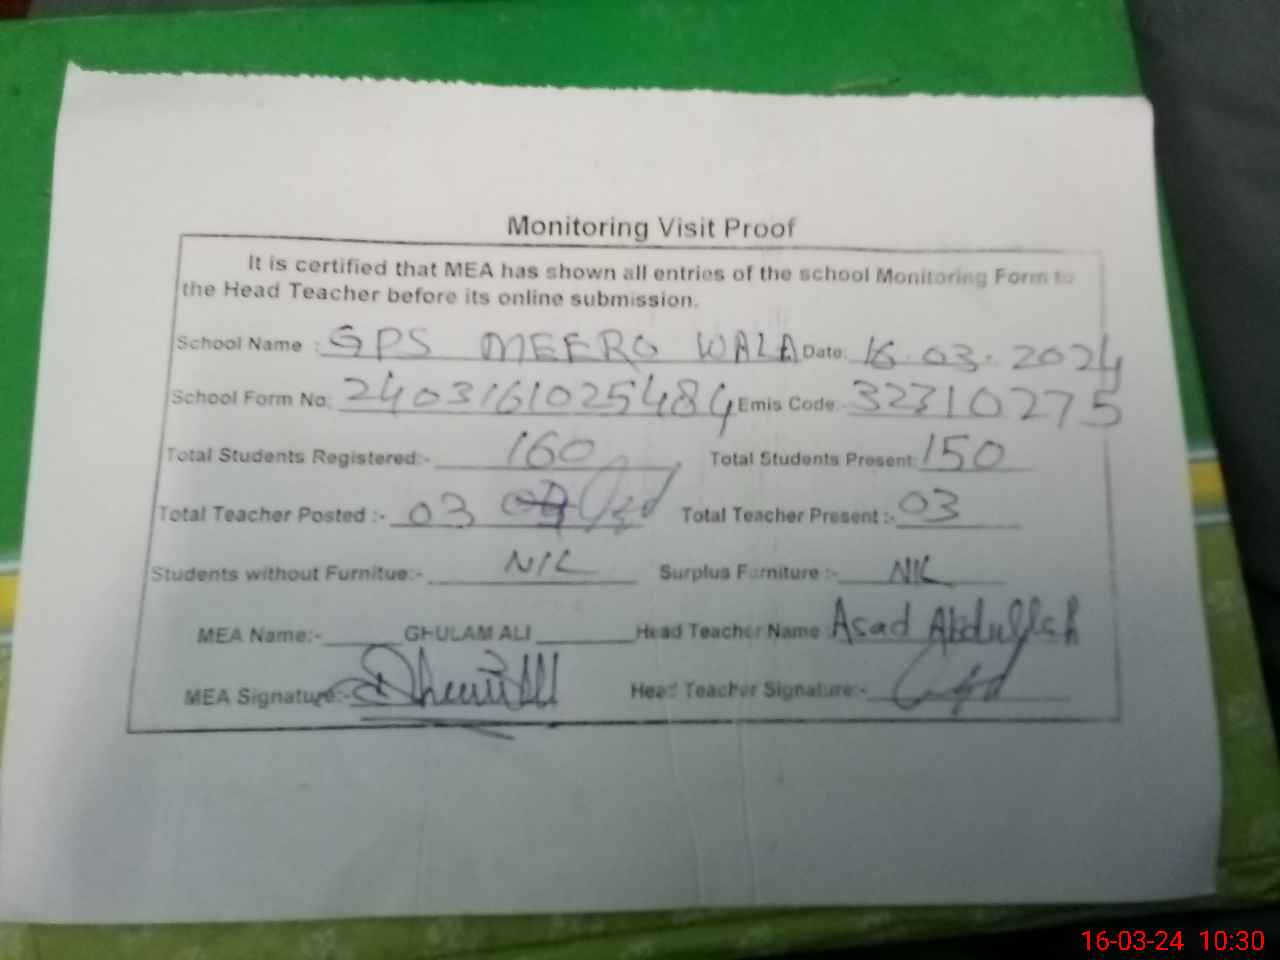 Monitoring Visit Proof
It is certified that MEA has shown all entries of the school Monitoring Form to
the Head Teacher before its online submission.
School Name : GPS MEERO WALA Date: 16.03.2024
School Form No: 2403161025484 Emis Code:- 32310275
Total Students Registered:- 160 Total Students Present: 150
Total Teacher Posted :- 03 Total Teacher Present :- 03
Students without Furnitue:- NIL Surplus Furniture :- NIL
MEA Name:- GHULAM ALI Head Teacher Name Asad Abdullah
MEA Signature:- Head Teacher Signature:-
16-03-24 10:30